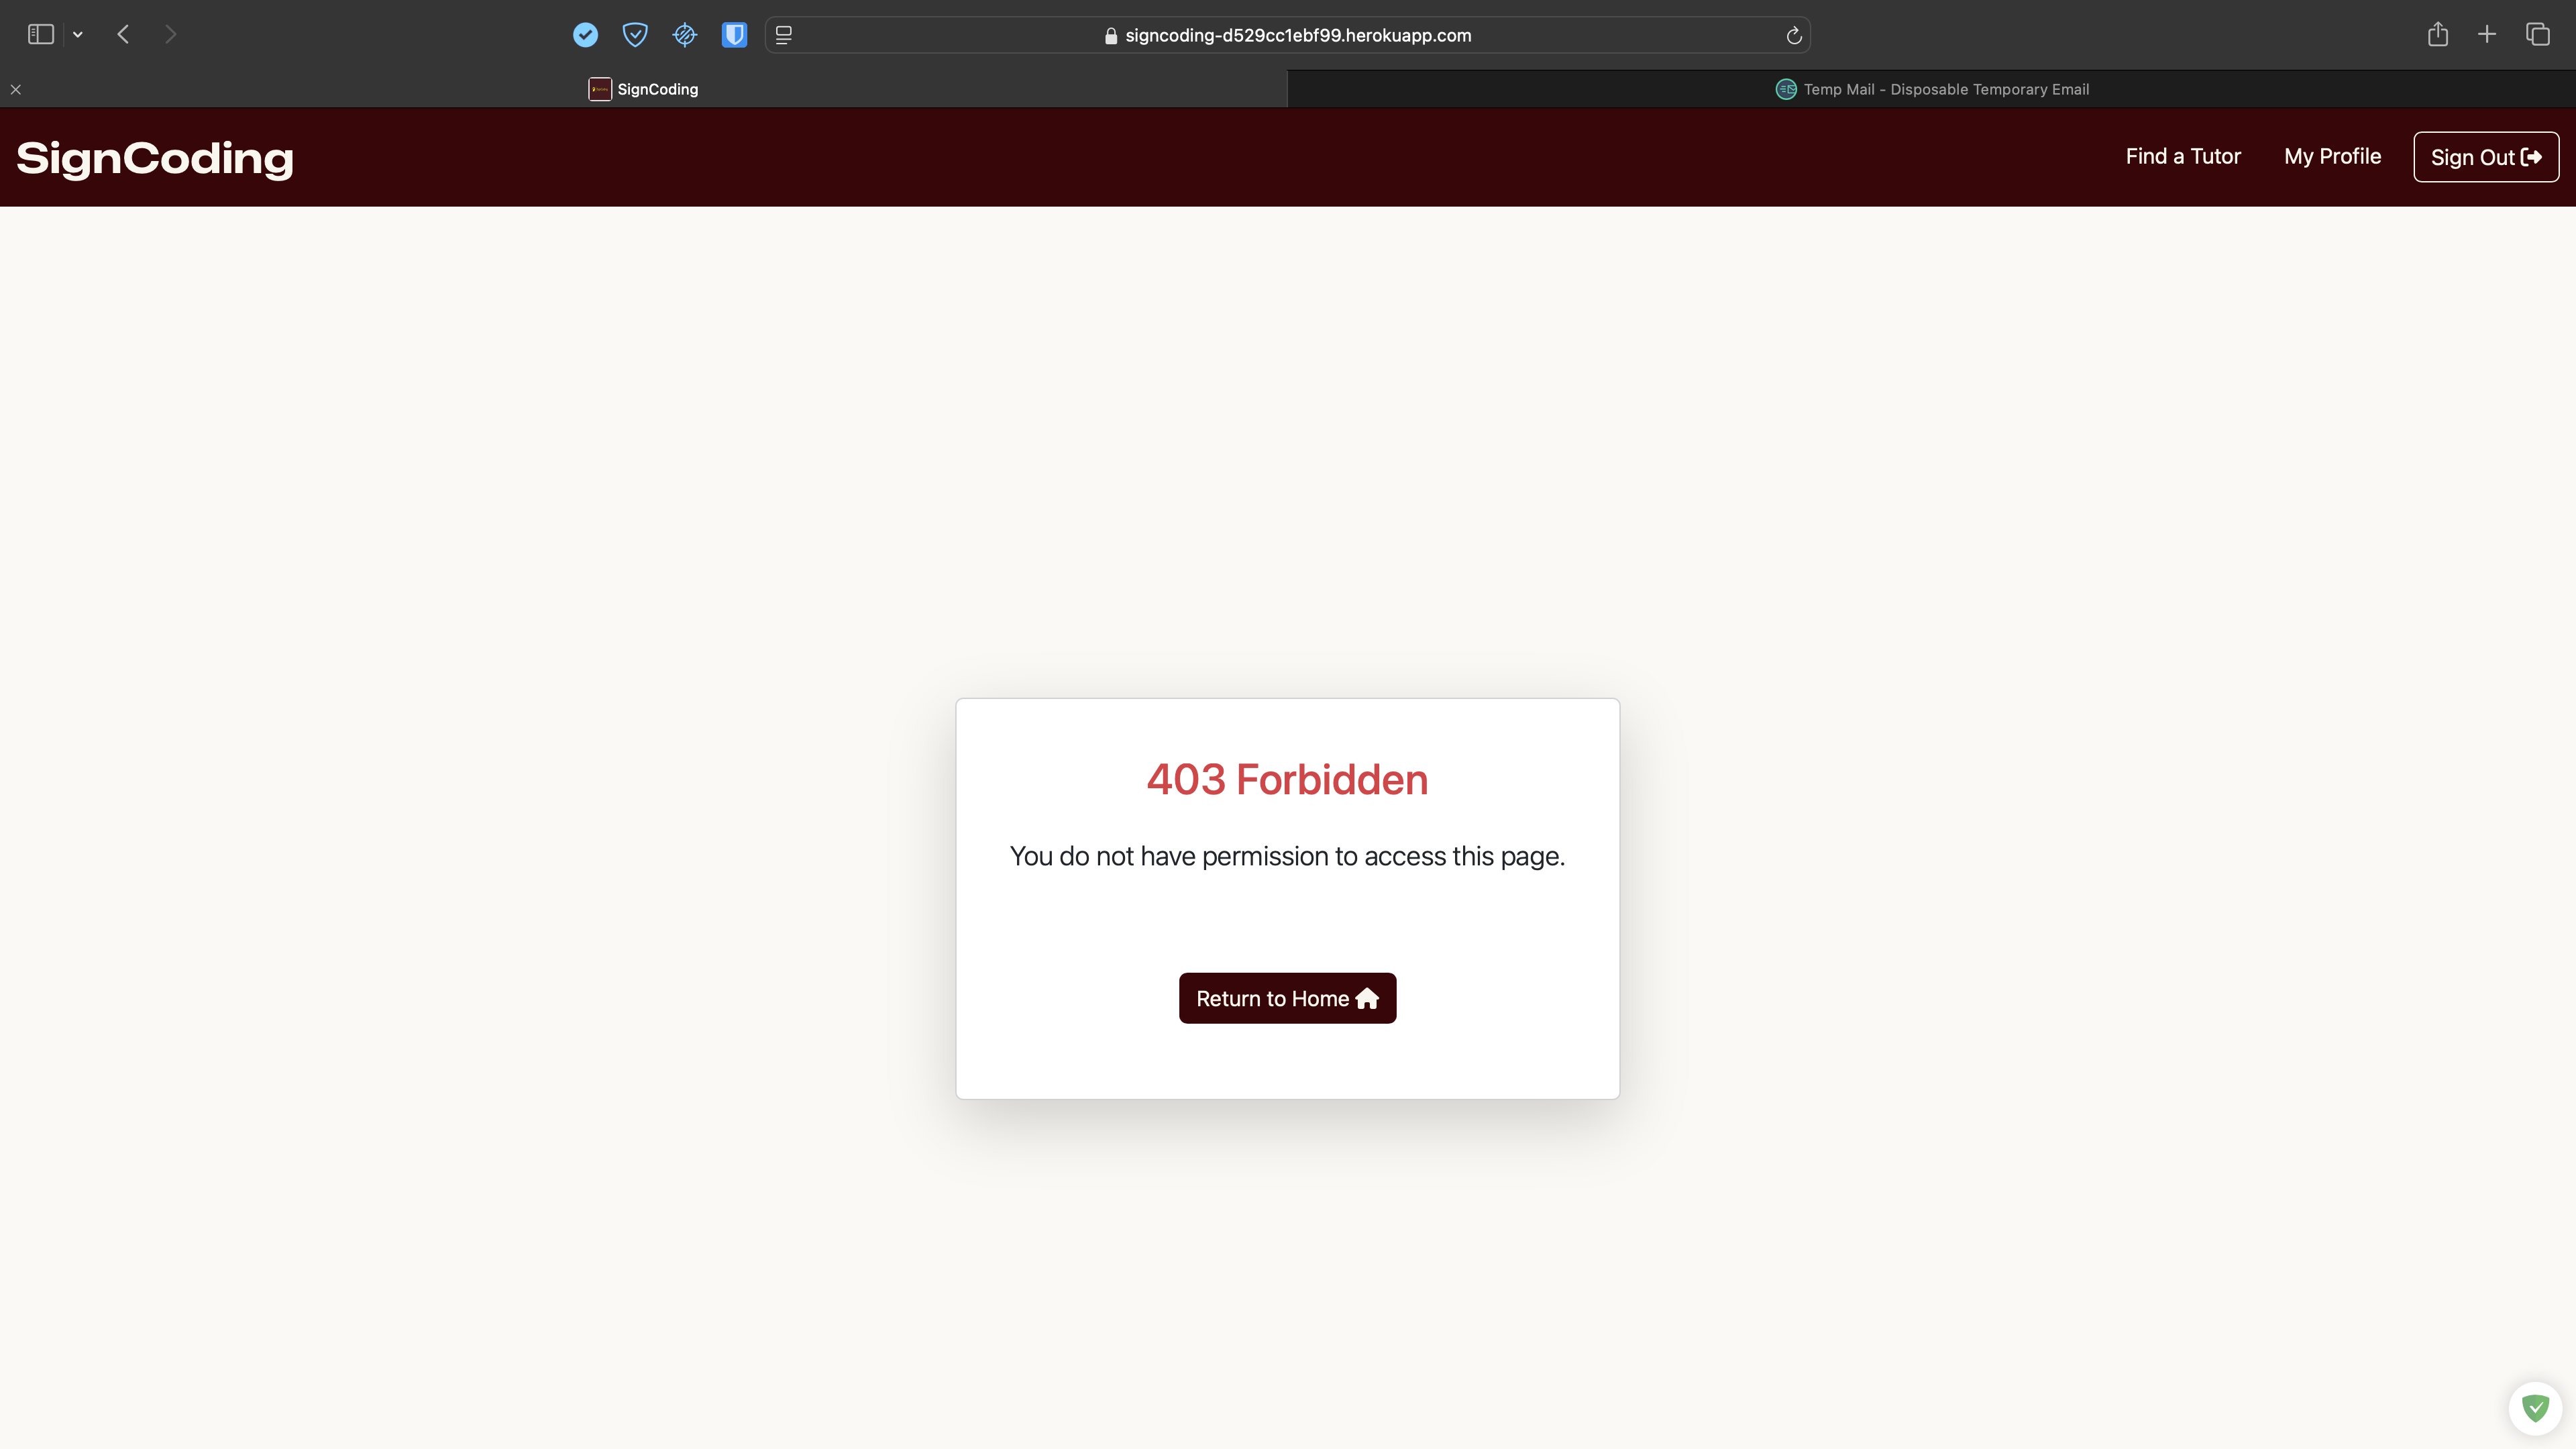 signcoding-d529cc1ebf99.herokuapp.com
SignCoding
Temp Mail - Disposable Temporary Email
SignCoding
Find a Tutor
My Profile
Sign Out
403 Forbidden
You do not have permission to access this page.
Return to Home